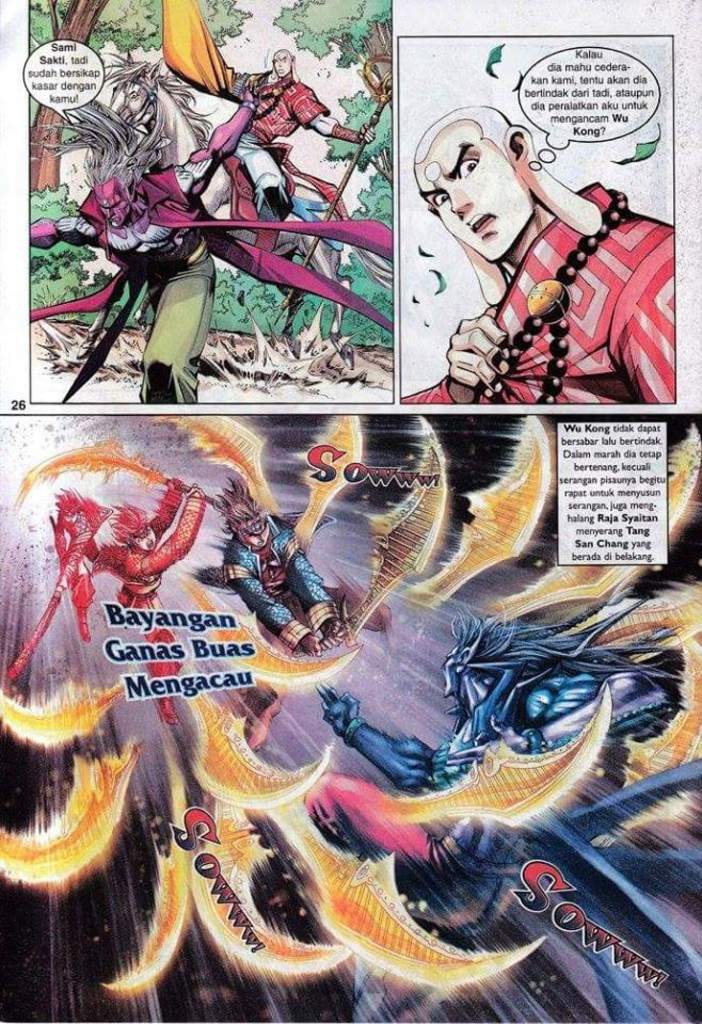 Sami
Sakti, tadi
sudah bersikap
kasar dengan
kamu!
Kalau
dia mahu cedera-
kan kami, tentu akan dia
bertindak dari tadi, ataupun
dia peralatkan aku untuk
mengancam Wu
Kong?
26
Wu Kong tidak dapat
bersabar lalu bertindak.
Dalam marah dia tetap
bertenang, kecuali
serangan pisaunya begitu
rapat untuk menyusun
serangan, juga meng-
halang Raja Syaitan
menyerang Tang
San Chang yang
berada di belakang.
Sowww!
Bayangan
Ganas Buas
Mengacau
Sowww!
Sowww!